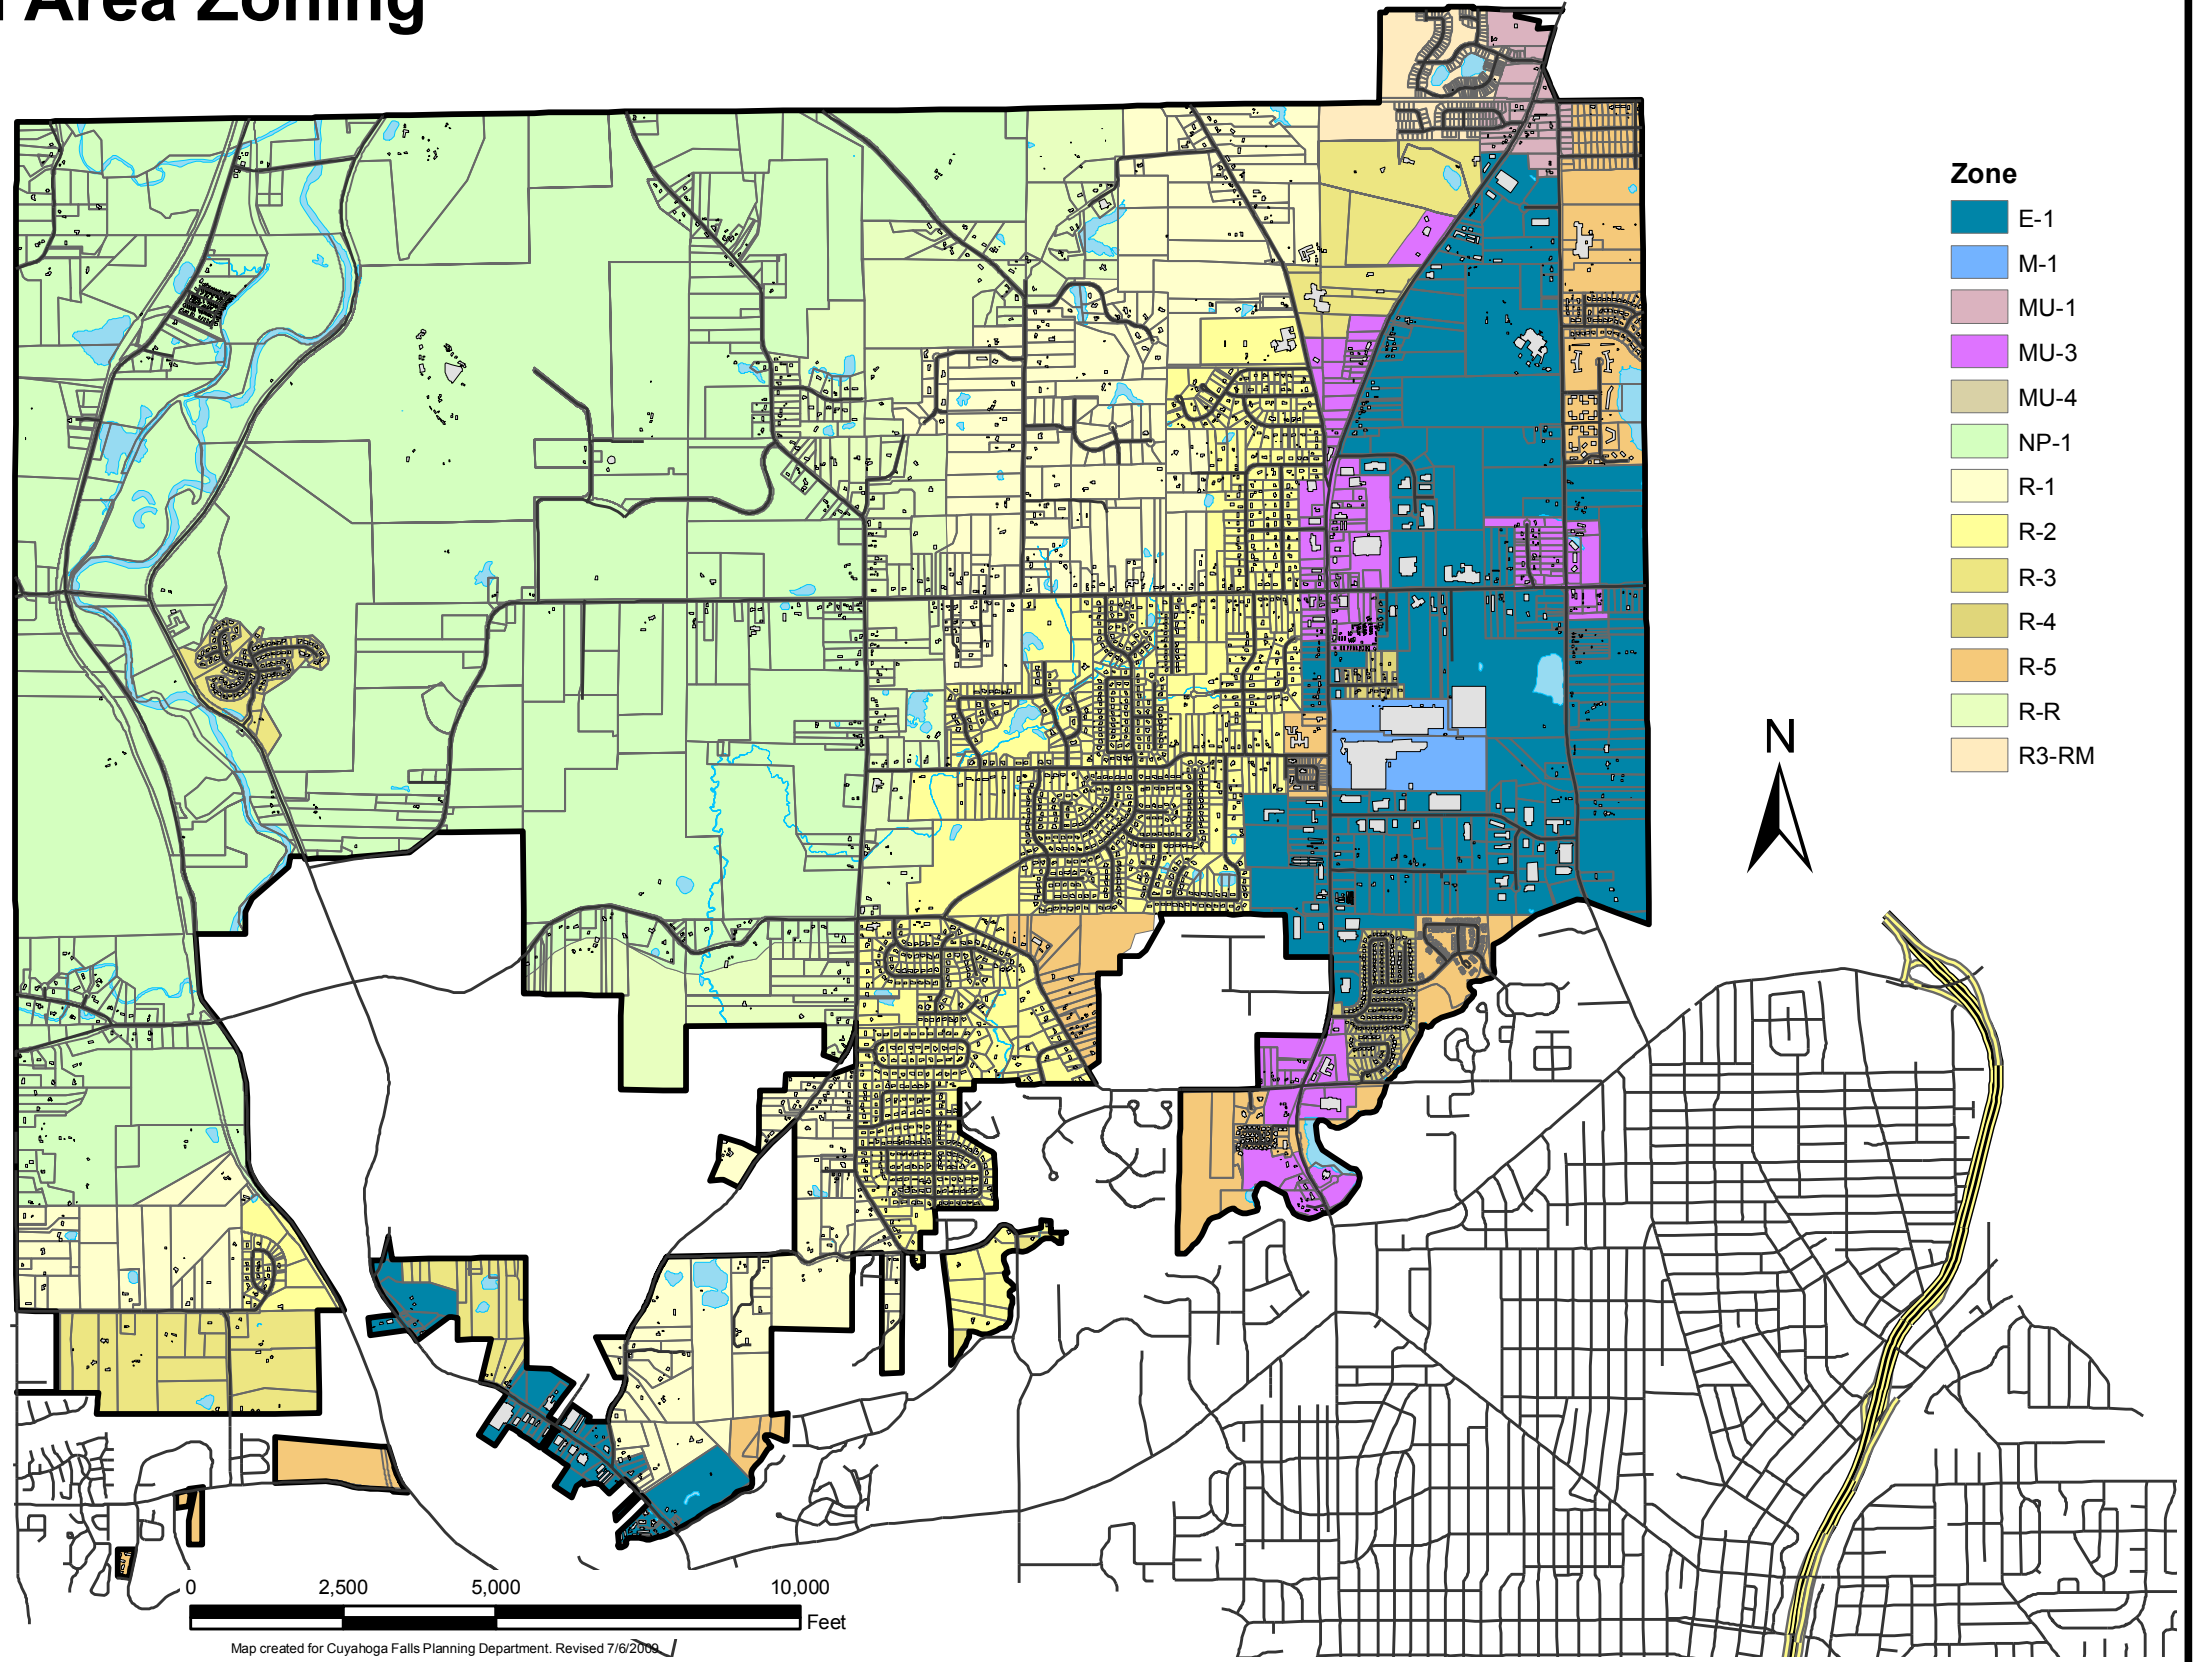 Area Zoning
Zone
E-1
M-1
MU-1
MU-3
MU-4
NP-1
R-1
R-2
R-3
R-4
R-5
R-R
R3-RM
N
0 2,500 5,000 10,000
Feet
Map created for Cuyahoga Falls Planning Department. Revised 7/6/2009